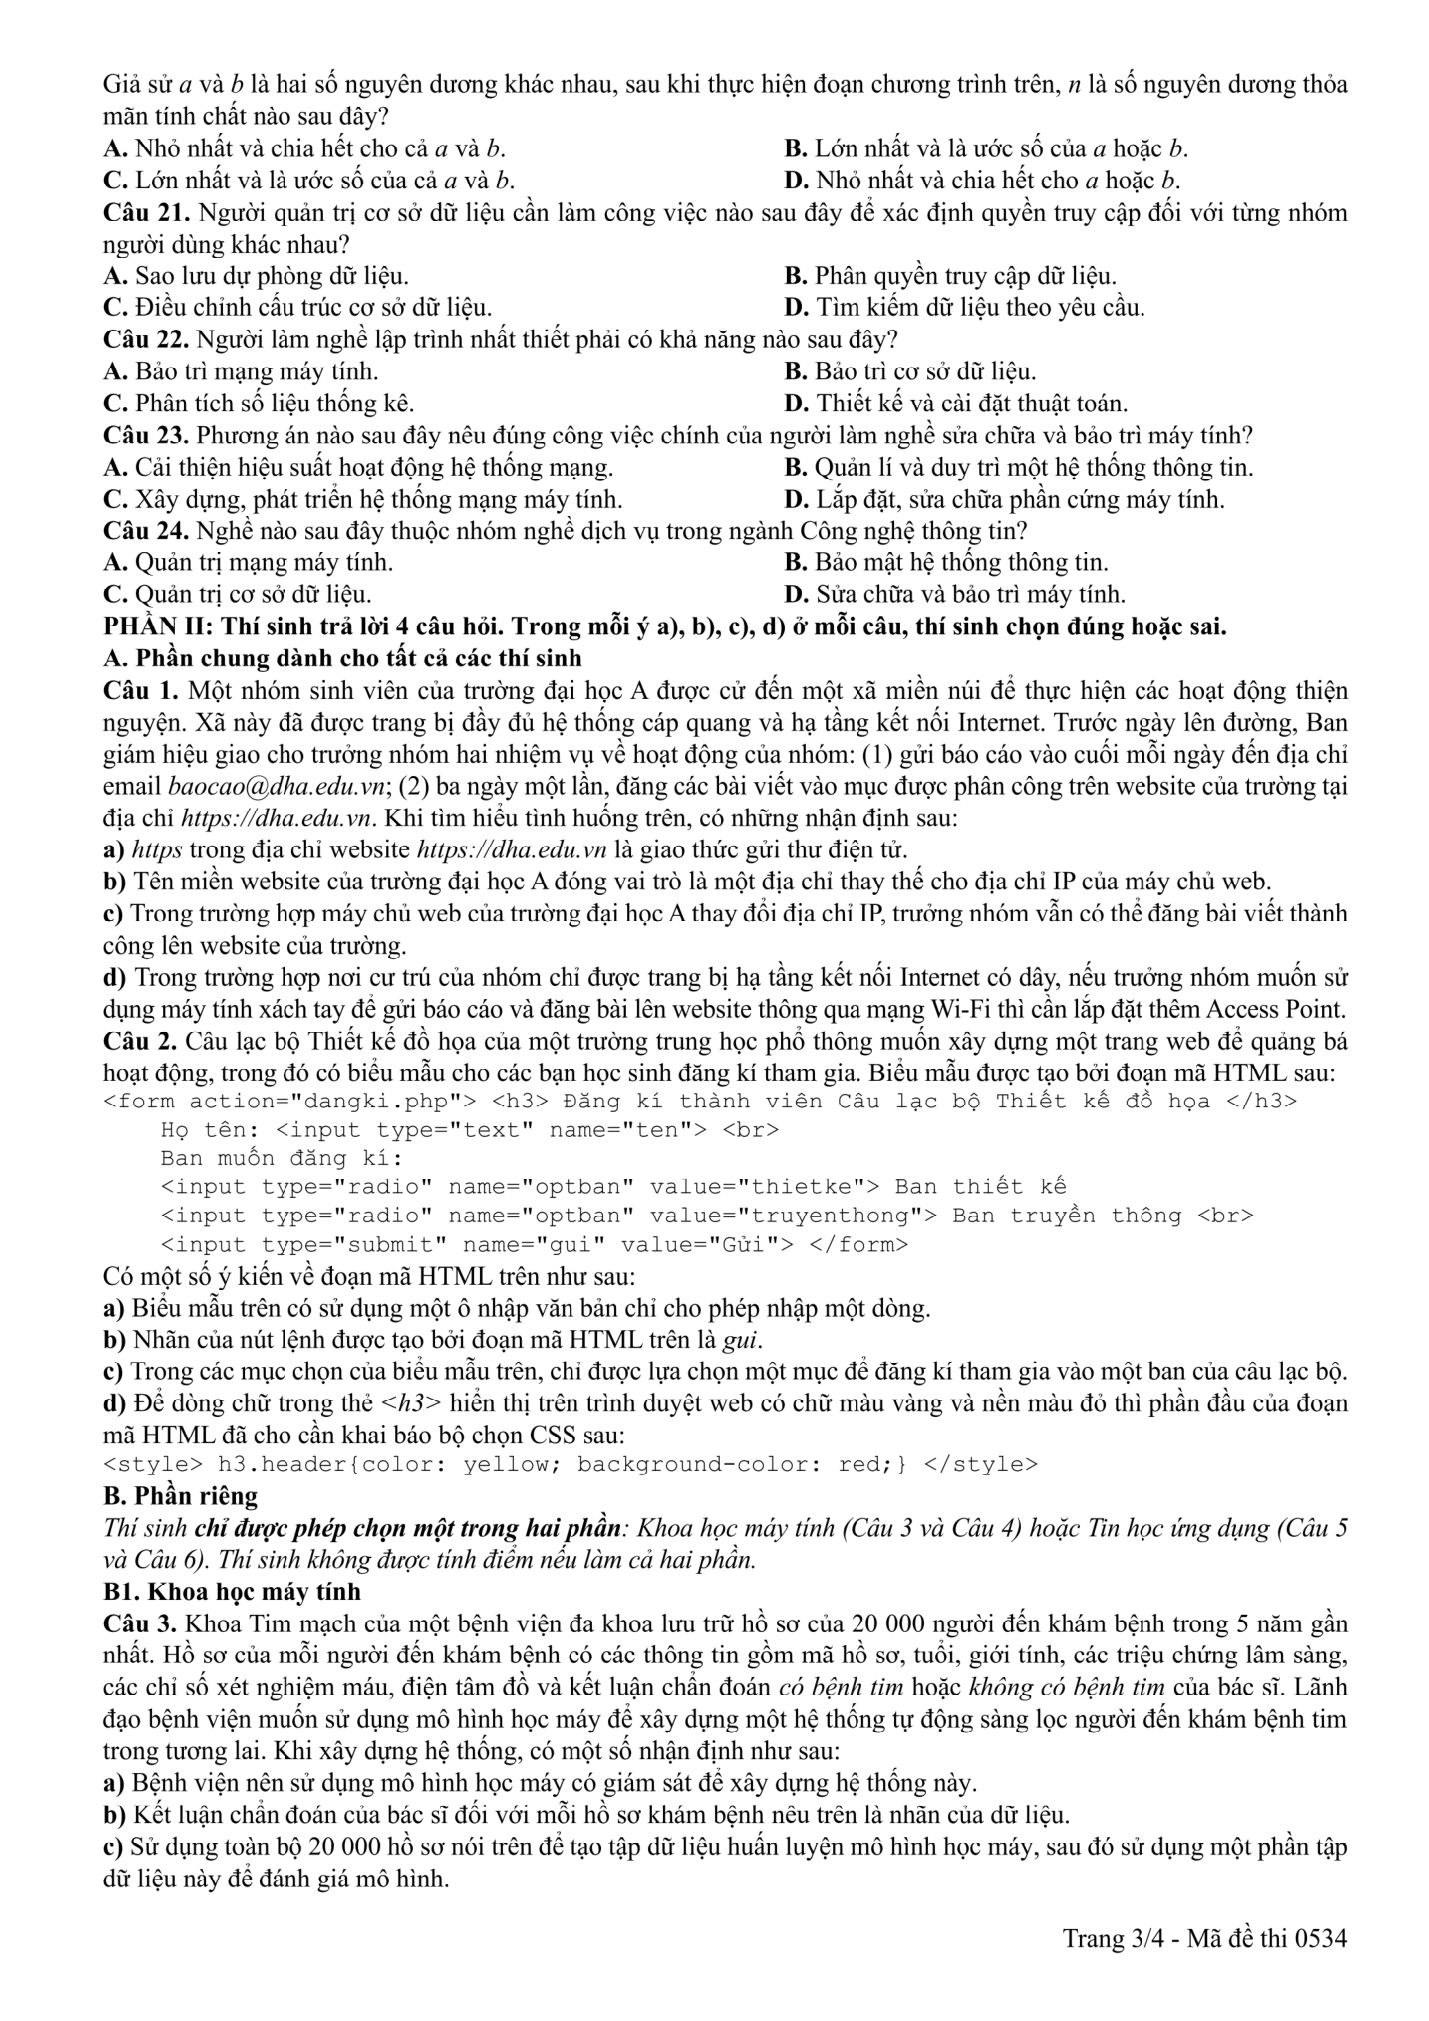 Giả sử a và b là hai số nguyên dương khác nhau, sau khi thực hiện đoạn chương trình trên, n là số nguyên dương thỏa
mãn tính chất nào sau đây?
A. Nhỏ nhất và chia hết cho cả a và b. B. Lớn nhất và là ước số của a hoặc b.
C. Lớn nhất và là ước số của cả a và b. D. Nhỏ nhất và chia hết cho a hoặc b.
Câu 21. Người quản trị cơ sở dữ liệu cần làm công việc nào sau đây để xác định quyền truy cập đối với từng nhóm
người dùng khác nhau?
A. Sao lưu dự phòng dữ liệu. B. Phân quyền truy cập dữ liệu.
C. Điều chỉnh cấu trúc cơ sở dữ liệu. D. Tìm kiếm dữ liệu theo yêu cầu.
Câu 22. Người làm nghề lập trình nhất thiết phải có khả năng nào sau đây?
A. Bảo trì mạng máy tính. B. Bảo trì cơ sở dữ liệu.
C. Phân tích số liệu thống kê. D. Thiết kế và cài đặt thuật toán.
Câu 23. Phương án nào sau đây nêu đúng công việc chính của người làm nghề sửa chữa và bảo trì máy tính?
A. Cải thiện hiệu suất hoạt động hệ thống mạng. B. Quản lí và duy trì một hệ thống thông tin.
C. Xây dựng, phát triển hệ thống mạng máy tính. D. Lắp đặt, sửa chữa phần cứng máy tính.
Câu 24. Nghề nào sau đây thuộc nhóm nghề dịch vụ trong ngành Công nghệ thông tin?
A. Quản trị mạng máy tính. B. Bảo mật hệ thống thông tin.
C. Quản trị cơ sở dữ liệu. D. Sửa chữa và bảo trì máy tính.
PHẦN II: Thí sinh trả lời 4 câu hỏi. Trong mỗi ý a), b), c), d) ở mỗi câu, thí sinh chọn đúng hoặc sai.
A. Phần chung dành cho tất cả các thí sinh
Câu 1. Một nhóm sinh viên của trường đại học A được cử đến một xã miền núi để thực hiện các hoạt động thiện
nguyện. Xã này đã được trang bị đầy đủ hệ thống cáp quang và hạ tầng kết nối Internet. Trước ngày lên đường, Ban
giám hiệu giao cho trưởng nhóm hai nhiệm vụ về hoạt động của nhóm: (1) gửi báo cáo vào cuối mỗi ngày đến địa chỉ
email baocao@dha.edu.vn; (2) ba ngày một lần, đăng các bài viết vào mục được phân công trên website của trường tại
địa chỉ https://dha.edu.vn. Khi tìm hiểu tình huống trên, có những nhận định sau:
a) https trong địa chỉ website https://dha.edu.vn là giao thức gửi thư điện tử.
b) Tên miền website của trường đại học A đóng vai trò là một địa chỉ thay thế cho địa chỉ IP của máy chủ web.
c) Trong trường hợp máy chủ web của trường đại học A thay đổi địa chỉ IP, trưởng nhóm vẫn có thể đăng bài viết thành
công lên website của trường.
d) Trong trường hợp nơi cư trú của nhóm chỉ được trang bị hạ tầng kết nối Internet có dây, nếu trưởng nhóm muốn sử
dụng máy tính xách tay để gửi báo cáo và đăng bài lên website thông qua mạng Wi-Fi thì cần lắp đặt thêm Access Point.
Câu 2. Câu lạc bộ Thiết kế đồ họa của một trường trung học phổ thông muốn xây dựng một trang web để quảng bá
hoạt động, trong đó có biểu mẫu cho các bạn học sinh đăng kí tham gia. Biểu mẫu được tạo bởi đoạn mã HTML sau:
<form action="dangki.php"> <h3> Đăng kí thành viên Câu lạc bộ Thiết kế đồ họa </h3>
Họ tên: <input type="text" name="ten"> <br>
Ban muốn đăng kí:
<input type="radio" name="optban" value="thietke"> Ban thiết kế
<input type="radio" name="optban" value="truyenthong"> Ban truyền thông <br>
<input type="submit" name="gui" value="Gửi"> </form>
Có một số ý kiến về đoạn mã HTML trên như sau:
a) Biểu mẫu trên có sử dụng một ô nhập văn bản chỉ cho phép nhập một dòng.
b) Nhãn của nút lệnh được tạo bởi đoạn mã HTML trên là gui.
c) Trong các mục chọn của biểu mẫu trên, chỉ được lựa chọn một mục để đăng kí tham gia vào một ban của câu lạc bộ.
d) Để dòng chữ trong thẻ <h3> hiển thị trên trình duyệt web có chữ màu vàng và nền màu đỏ thì phần đầu của đoạn
mã HTML đã cho cần khai báo bộ chọn CSS sau:
<style> h3.header{color: yellow; background-color: red;} </style>
B. Phần riêng
Thí sinh chỉ được phép chọn một trong hai phần: Khoa học máy tính (Câu 3 và Câu 4) hoặc Tin học ứng dụng (Câu 5
và Câu 6). Thí sinh không được tính điểm nếu làm cả hai phần.
B1. Khoa học máy tính
Câu 3. Khoa Tim mạch của một bệnh viện đa khoa lưu trữ hồ sơ của 20 000 người đến khám bệnh trong 5 năm gần
nhất. Hồ sơ của mỗi người đến khám bệnh có các thông tin gồm mã hồ sơ, tuổi, giới tính, các triệu chứng lâm sàng,
các chỉ số xét nghiệm máu, điện tâm đồ và kết luận chẩn đoán có bệnh tim hoặc không có bệnh tim của bác sĩ. Lãnh
đạo bệnh viện muốn sử dụng mô hình học máy để xây dựng một hệ thống tự động sàng lọc người đến khám bệnh tim
trong tương lai. Khi xây dựng hệ thống, có một số nhận định như sau:
a) Bệnh viện nên sử dụng mô hình học máy có giám sát để xây dựng hệ thống này.
b) Kết luận chẩn đoán của bác sĩ đối với mỗi hồ sơ khám bệnh nêu trên là nhãn của dữ liệu.
c) Sử dụng toàn bộ 20 000 hồ sơ nói trên để tạo tập dữ liệu huấn luyện mô hình học máy, sau đó sử dụng một phần tập
dữ liệu này để đánh giá mô hình.
Trang 3/4 - Mã đề thi 0534